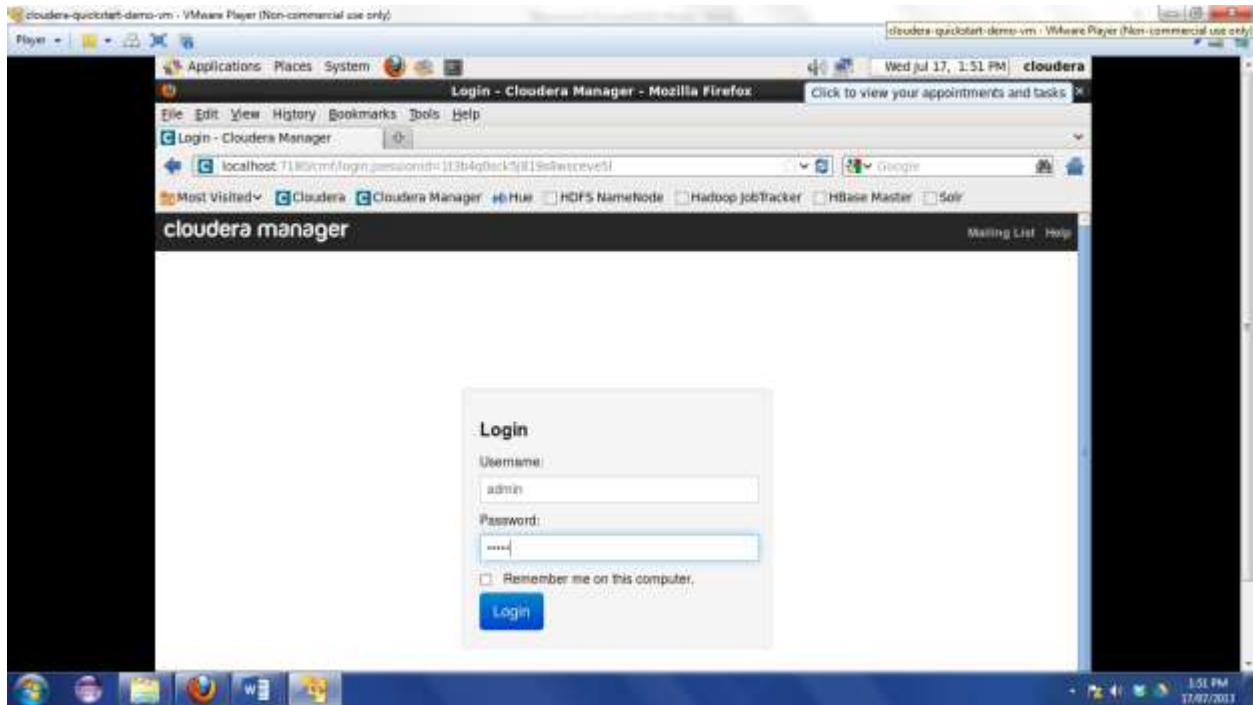 cloudera-quickstart-demo-vm - VMware Player (Non-commercial use only)
cloudera-quickstart-demo-vm - VMware Player (Non-commercial use only)
Player
Applications Places System Wed Jul 17, 1:51 PM cloudera
Login - Cloudera Manager - Mozilla Firefox
Click to view your appointments and tasks
File Edit View History Bookmarks Tools Help
Login - Cloudera Manager
localhost Google
Most Visited Cloudera Cloudera Manager Hue HDFS NameNode Hadoop JobTracker HBase Master Solr
cloudera manager Mailing List Help
Login
Username:
admin
Password:
Remember me on this computer.
Login
1:51 PM
17/07/2013